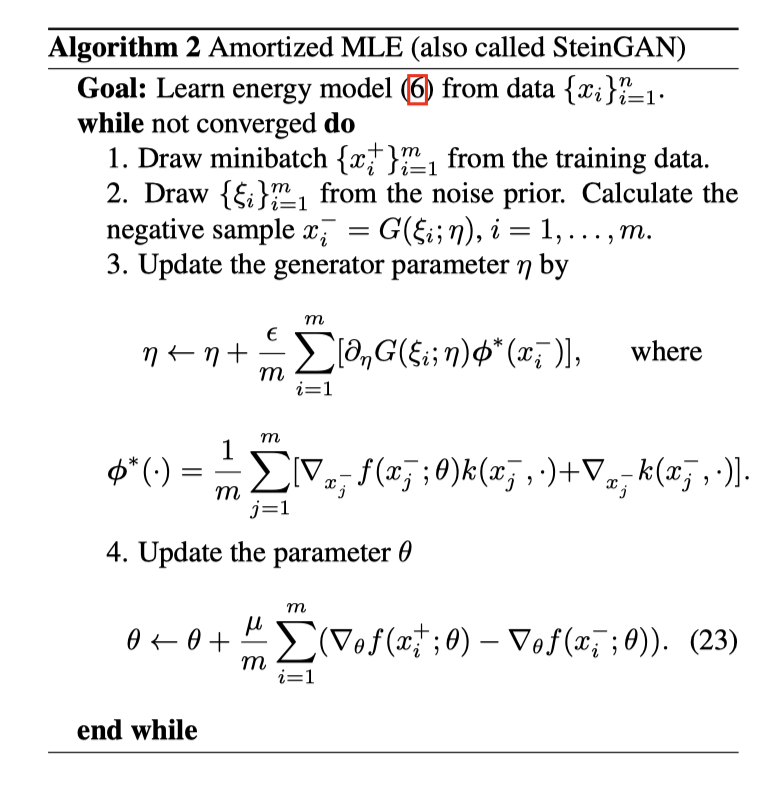 Algorithm 2 Amortized MLE (also called SteinGAN)
Goal: Learn energy model (6) from data $\{x_i\}_{i=1}^n$.
while not converged do
1. Draw minibatch $\{x_i^+\}_{i=1}^m$ from the training data.
2. Draw $\{\xi_i\}_{i=1}^m$ from the noise prior. Calculate the
negative sample $x_i^- = G(\xi_i; \eta), i = 1, \ldots, m$.
3. Update the generator parameter $\eta$ by
$\eta \leftarrow \eta + \frac{\epsilon}{m} \sum_{i=1}^m [\partial_\eta G(\xi_i; \eta) \boldsymbol{\phi}^*(x_i^-)],$ where
$\boldsymbol{\phi}^*(\cdot) = \frac{1}{m} \sum_{j=1}^m [\nabla_{x_j^-} f(x_j^-; \theta) k(x_j^-, \cdot) + \nabla_{x_j^-} k(x_j^-, \cdot)].$
4. Update the parameter $\theta$
$\theta \leftarrow \theta + \frac{\mu}{m} \sum_{i=1}^m (\nabla_\theta f(x_i^+; \theta) - \nabla_\theta f(x_i^-; \theta)).$ (23)
end while